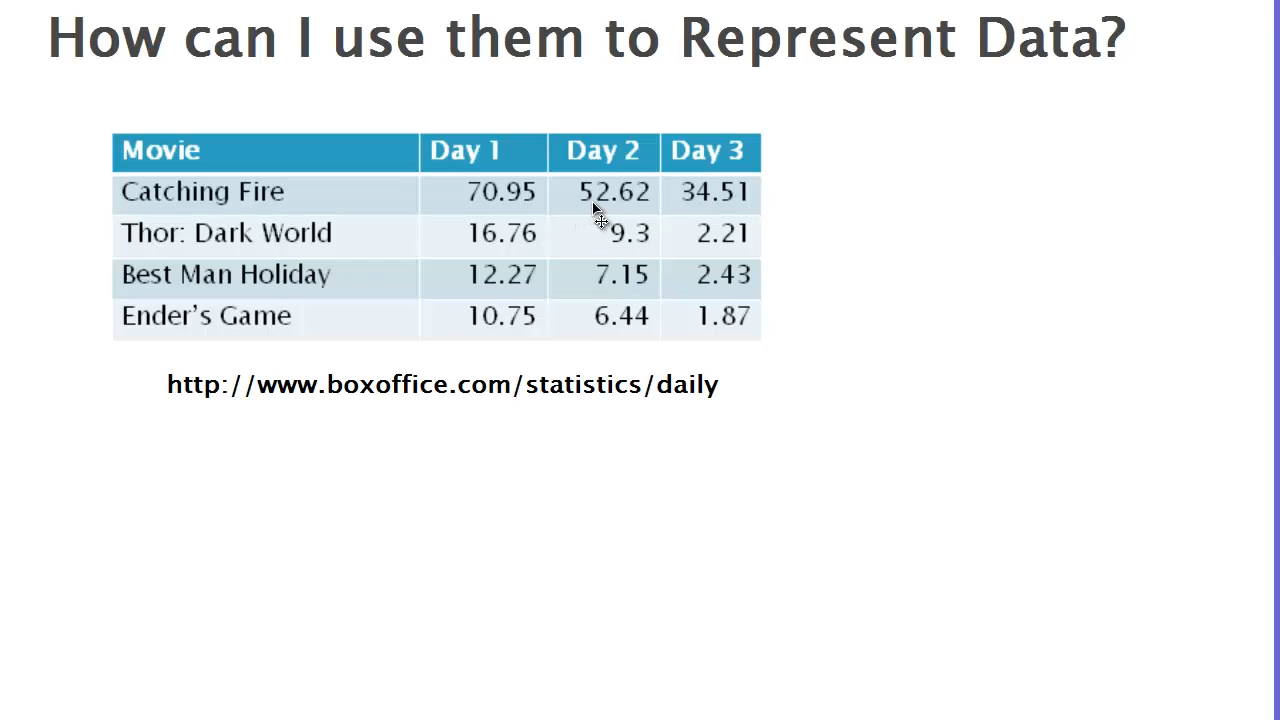 How can I use them to Represent Data?
Movie Day 1 Day 2 Day 3
Catching Fire 70.95 52.62 34.51
Thor: Dark World 16.76 9.3 2.21
Best Man Holiday 12.27 7.15 2.43
Ender’s Game 10.75 6.44 1.87
http://www.boxoffice.com/statistics/daily